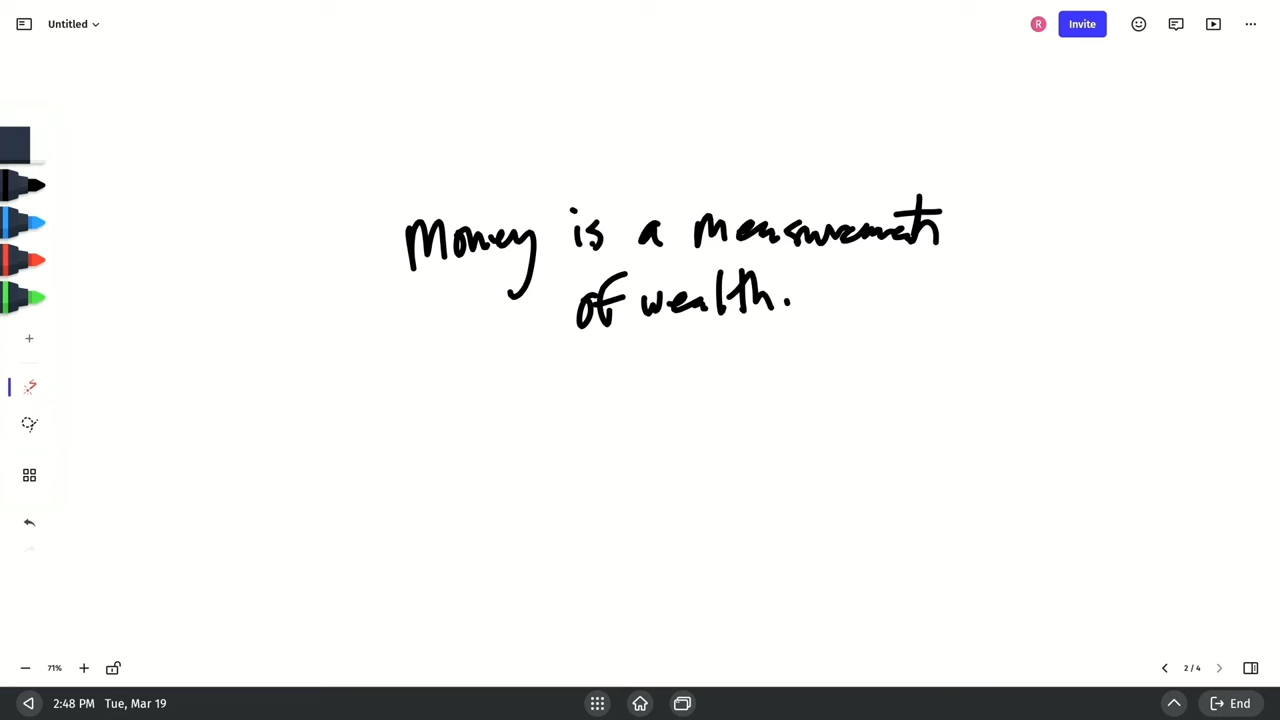 Untitled
R
Invite
Money is a measurement
of wealth.
71%
2 / 4
2:48 PM Tue, Mar 19
End